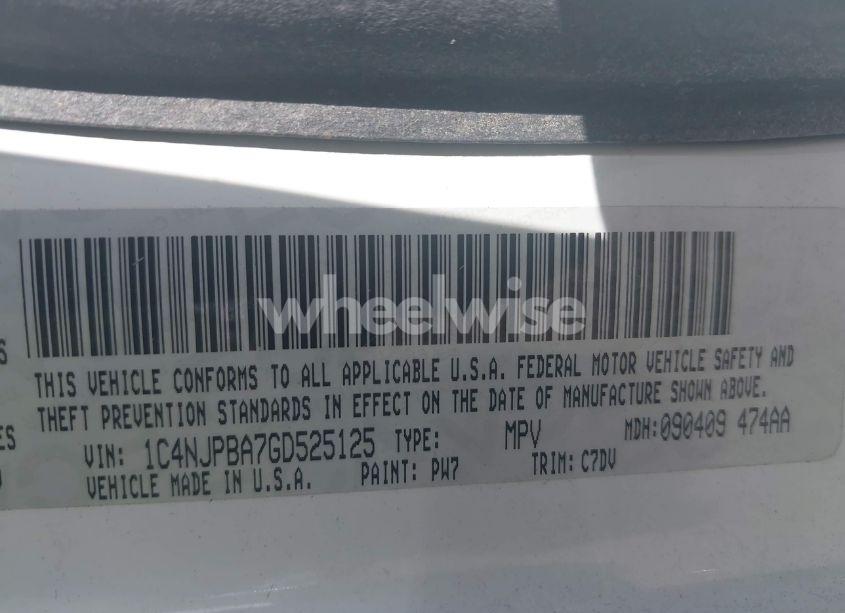 wheelwise
S
THIS VEHICLE CONFORMS TO ALL APPLICABLE U.S.A. FEDERAL MOTOR VEHICLE SAFETY AND
THEFT PREVENTION STANDARDS IN EFFECT ON THE DATE OF MANUFACTURE SHOWN ABOVE.
ES
VIN: 1C4NJPBA7GD525125 TYPE: MPV MDH:090409 474AA
VEHICLE MADE IN U.S.A. PAINT: PW7 TRIM: C7DV